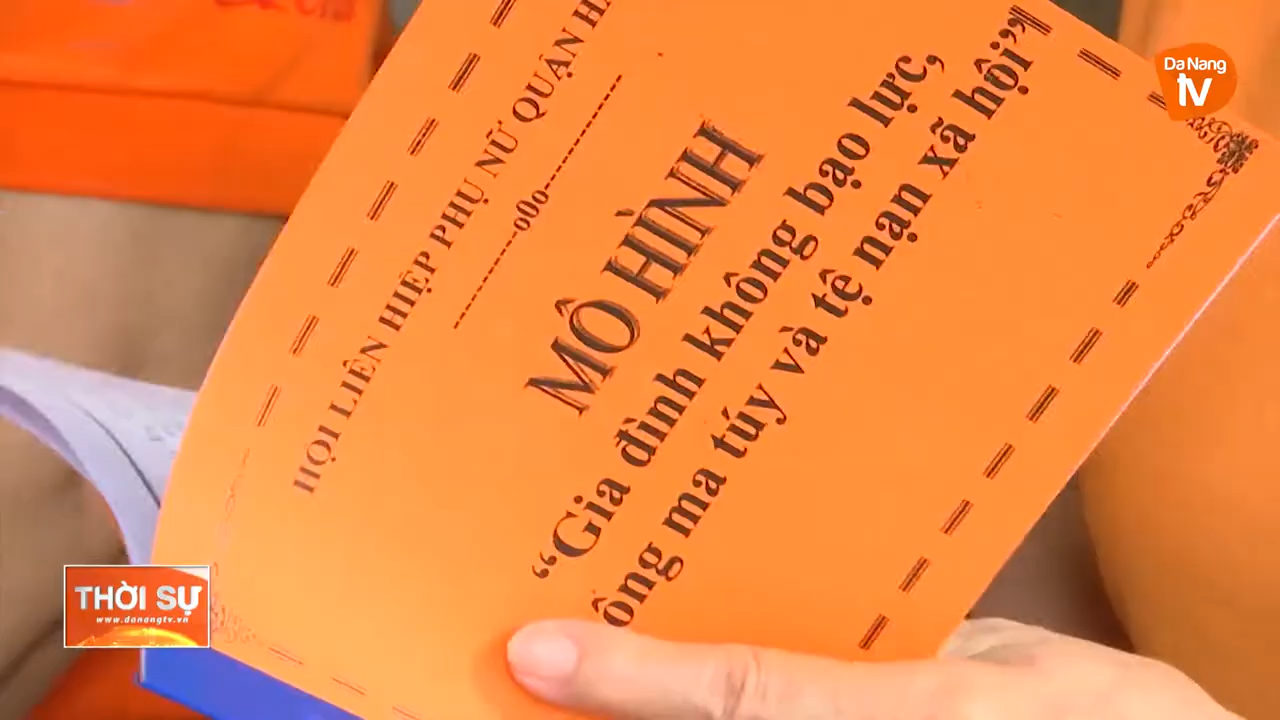 Da Nang
tv
HỘI LIÊN HIỆP PHỤ NỮ QUẬN
-----------o0o-----------
MÔ HÌNH
“Gia đình không bạo lực,
ông ma túy và tệ nạn xã hội”
THỜI SỰ
www.danangtv.vn